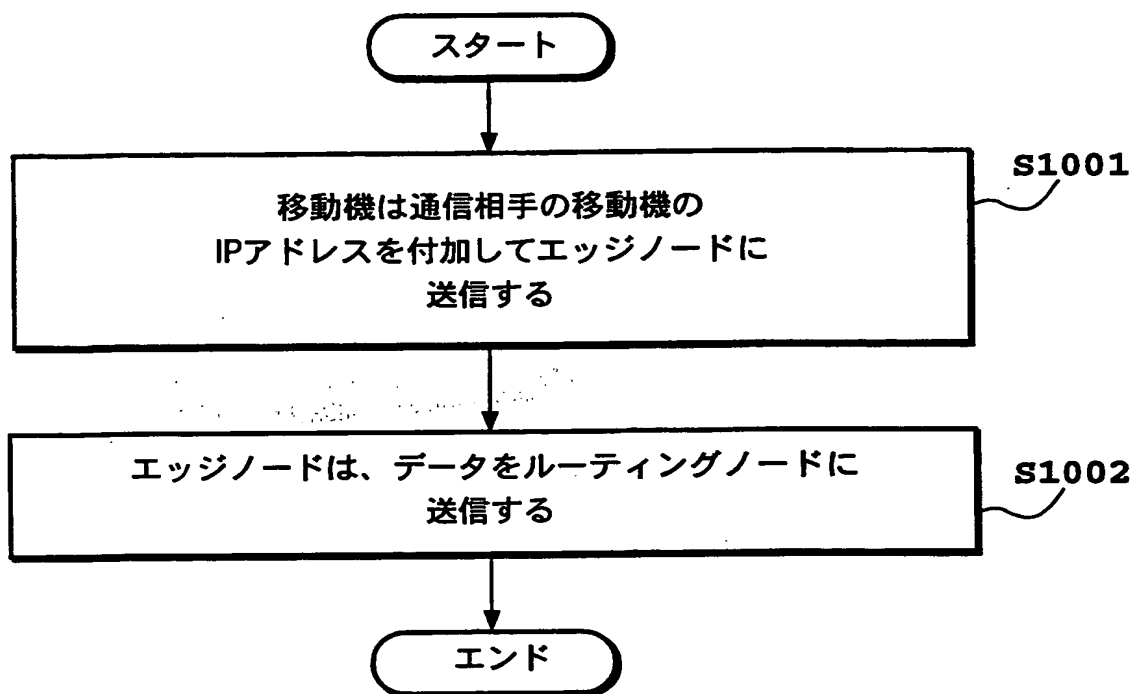 スタート
移動機は通信相手の移動機の
IPアドレスを付加してエッジノードに
送信する
S1001
エッジノードは、データをルーティングノードに
送信する
S1002
エンド